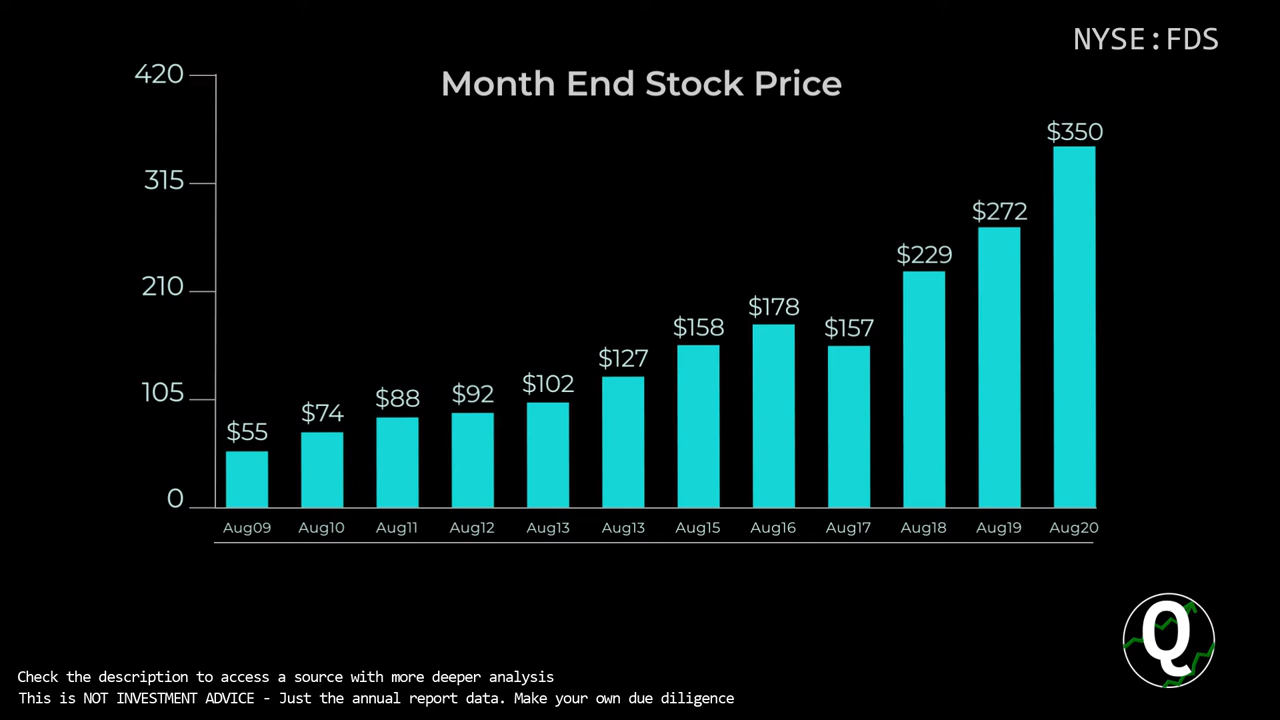 NYSE:FDS
Month End Stock Price
420
315
210
105
0
$55
$74
$88
$92
$102
$127
$158
$178
$157
$229
$272
$350
Aug09 Aug10 Aug11 Aug12 Aug13 Aug13 Aug15 Aug16 Aug17 Aug18 Aug19 Aug20
Q
Check the description to access a source with more deeper analysis
This is NOT INVESTMENT ADVICE - Just the annual report data. Make your own due diligence